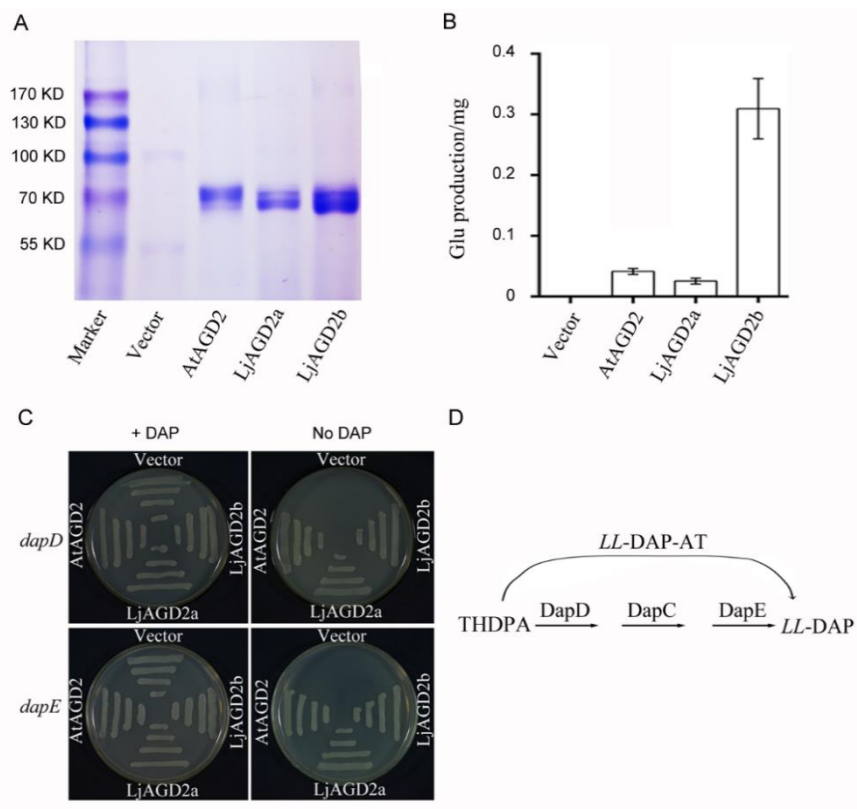 A
170 KD
130 KD
100 KD
70 KD
55 KD
Marker
Vector
AtAGD2
LjAGD2a
LjAGD2b
B
Glu production/mg
0.4
0.3
0.2
0.1
0
Vector
AtAGD2
LjAGD2a
LjAGD2b
C
+ DAP
No DAP
dapD
Vector
AtAGD2
LjAGD2b
LjAGD2a
Vector
AtAGD2
LjAGD2b
LjAGD2a
dapE
Vector
AtAGD2
LjAGD2b
LjAGD2a
Vector
AtAGD2
LjAGD2b
LjAGD2a
D
LL-DAP-AT
THDPA DapD DapC DapE LL-DAP